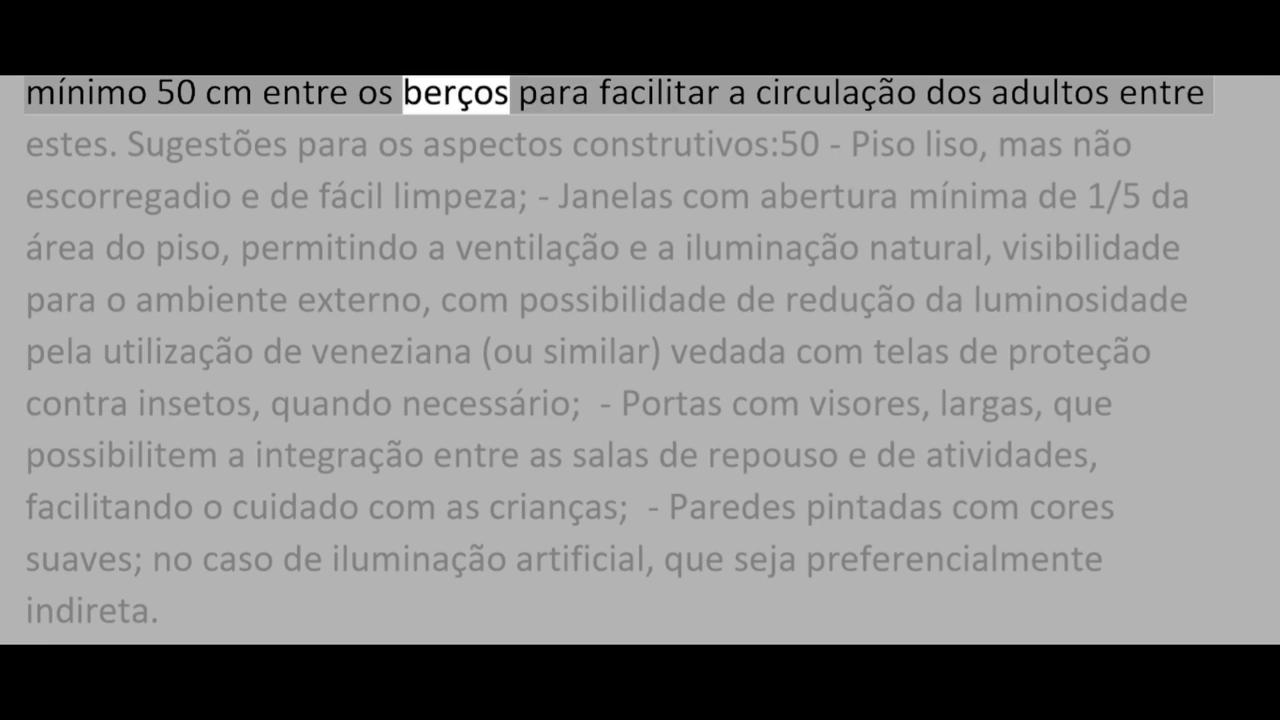 mínimo 50 cm entre os berços para facilitar a circulação dos adultos entre
estes. Sugestões para os aspectos construtivos:50 - Piso liso, mas não
escorregadio e de fácil limpeza; - Janelas com abertura mínima de 1/5 da
área do piso, permitindo a ventilação e a iluminação natural, visibilidade
para o ambiente externo, com possibilidade de redução da luminosidade
pela utilização de veneziana (ou similar) vedada com telas de proteção
contra insetos, quando necessário;  - Portas com visores, largas, que
possibilitem a integração entre as salas de repouso e de atividades,
facilitando o cuidado com as crianças;  - Paredes pintadas com cores
suaves; no caso de iluminação artificial, que seja preferencialmente
indireta.